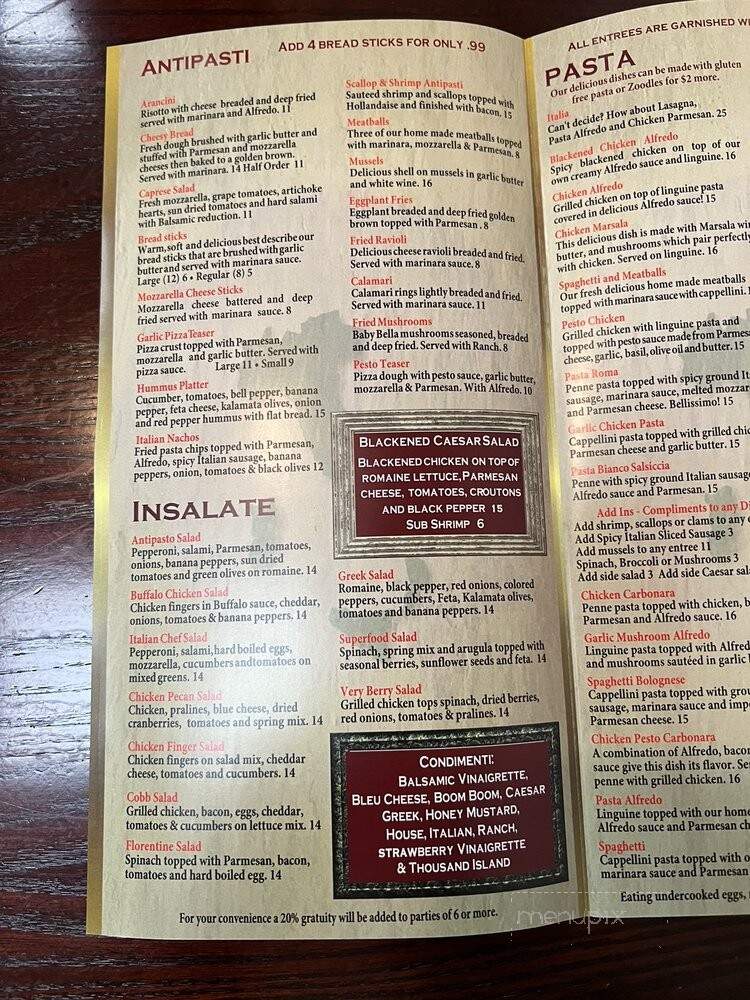 ANTIPASTI
ADD 4 BREAD STICKS FOR ONLY .99
Arancini
Risotto with cheese breaded and deep fried
served with marinara and Alfredo. 11
Cheesy Bread
Fresh dough brushed with garlic butter and
stuffed with Parmesan and mozzarella
cheeses then baked to a golden brown.
Served with marinara. 14 Half Order 11
Caprese Salad
Fresh mozzarella, grape tomatoes, artichoke
hearts, sun dried tomatoes and hard salami
with Balsamic reduction. 11
Bread sticks
Warm, soft and delicious best describe our
bread sticks that are brushed with garlic
butter and served with marinara sauce.
Large (12) 6 • Regular (8) 5
Mozzarella Cheese Sticks
Mozzarella cheese battered and deep
fried served with marinara sauce. 8
Garlic Pizza Teaser
Pizza crust topped with Parmesan,
mozzarella and garlic butter. Served with
pizza sauce. Large 11 • Small 9
Hummus Platter
Cucumber, tomatoes, bell pepper, banana
pepper, feta cheese, kalamata olives, onion
and red pepper hummus with flat bread. 15
Italian Nachos
Fried pasta chips topped with Parmesan,
Alfredo, spicy Italian sausage, banana
peppers, onion, tomatoes & black olives 12
Scallop & Shrimp Antipasti
Sauteed shrimp and scallops topped with
Hollandaise and finished with bacon. 15
Meatballs
Three of our home made meatballs topped
with marinara, mozzarella & Parmesan. 8
Mussels
Delicious shell on mussels in garlic butter
and white wine. 16
Eggplant Fries
Eggplant breaded and deep fried golden
brown topped with Parmesan . 8
Fried Ravioli
Delicious cheese ravioli breaded and fried.
Served with marinara sauce. 8
Calamari
Calamari rings lightly breaded and fried.
Served with marinara sauce. 11
Fried Mushrooms
Baby Bella mushrooms seasoned, breaded
and deep fried. Served with Ranch. 8
Pesto Teaser
Pizza dough with pesto sauce, garlic butter,
mozzarella & Parmesan. With Alfredo. 10
BLACKENED CAESAR SALAD
BLACKENED CHICKEN ON TOP OF
ROMAINE LETTUCE, PARMESAN
CHEESE, TOMATOES, CROUTONS
AND BLACK PEPPER 15
SUB SHRIMP 6
INSALATE
Antipasto Salad
Pepperoni, salami, Parmesan, tomatoes,
onions, banana peppers, sun dried
tomatoes and green olives on romaine. 14
Buffalo Chicken Salad
Chicken fingers in Buffalo sauce, cheddar,
onions, tomatoes & banana peppers. 14
Italian Chef Salad
Pepperoni, salami, hard boiled eggs,
mozzarella, cucumbers andtomatoes on
mixed greens. 14
Chicken Pecan Salad
Chicken, pralines, blue cheese, dried
cranberries, tomatoes and spring mix. 14
Chicken Finger Salad
Chicken fingers on salad mix, cheddar
cheese, tomatoes and cucumbers. 14
Cobb Salad
Grilled chicken, bacon, eggs, cheddar,
tomatoes & cucumbers on lettuce mix. 14
Florentine Salad
Spinach topped with Parmesan, bacon,
tomatoes and hard boiled egg. 14
Greek Salad
Romaine, black pepper, red onions, colored
peppers, cucumbers, Feta, Kalamata olives,
tomatoes and banana peppers. 14
Superfood Salad
Spinach, spring mix and arugula topped with
seasonal berries, sunflower seeds and feta. 14
Very Berry Salad
Grilled chicken tops spinach, dried berries,
red onions, tomatoes & pralines. 14
CONDIMENTI:
BALSAMIC VINAIGRETTE,
BLEU CHEESE, BOOM BOOM, CAESAR
GREEK, HONEY MUSTARD,
HOUSE, ITALIAN, RANCH,
STRAWBERRY VINAIGRETTE
& THOUSAND ISLAND
For your convenience a 20% gratuity will be added to parties of 6 or more.
ALL ENTREES ARE GARNISHED
PASTA
Our delicious dishes can be made with gluten
free pasta or Zoodles for $2 more.
Italia
Can't decide? How about Lasagna,
Pasta Alfredo and Chicken Parmesan. 25
Blackened Chicken Alfredo
Spicy blackened chicken on top of our
own creamy Alfredo sauce and linguine. 16
Chicken Alfredo
Grilled chicken on top of linguine pasta
covered in delicious Alfredo sauce! 15
Chicken Marsala
This delicious dish is made with Marsala
butter, and mushrooms which pair perfectly
with chicken. Served on linguine. 16
Spaghetti and Meatballs
Our fresh delicious home made meatballs
topped with marinara sauce with cappellini.
Pesto Chicken
Grilled chicken with linguine pasta and
topped with pesto sauce made from
cheese, garlic, basil, olive oil and butter. 15
Pasta Roma
Penne pasta topped with spicy ground
sausage, marinara sauce, melted
and Parmesan cheese. Bellissimo! 15
Garlic Chicken Pasta
Cappellini pasta topped with grilled
Parmesan cheese and garlic butter. 15
Pasta Bianco Salsiccia
Penne with spicy ground Italian
Alfredo sauce and Parmesan. 15
Add Ins - Compliments to any
Add shrimp, scallops or clams to any
Add Spicy Italian Sliced Sausage 3
Add mussels to any entree 11
Spinach, Broccoli or Mushrooms 3
Add side salad 3 Add side Caesar
Chicken Carbonara
Penne pasta topped with chicken,
Parmesan and Alfredo sauce. 16
Garlic Mushroom Alfredo
Linguine pasta topped with
and mushrooms sautéed in garlic
Spaghetti Bolognese
Cappellini pasta topped with
sausage, marinara sauce and
Parmesan cheese. 15
Chicken Pesto Carbonara
A combination of Alfredo,
sauce give this dish its flavor.
penne with grilled chicken. 16
Pasta Alfredo
Linguine topped with our
Alfredo sauce and Parmesan
Spaghetti
Cappellini pasta topped with
marinara sauce and Parmesan
Eating undercooked eggs,
menupix